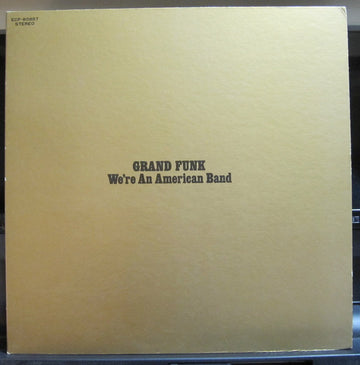 ECP-80857
STEREO
GRAND FUNK
We're An American Band